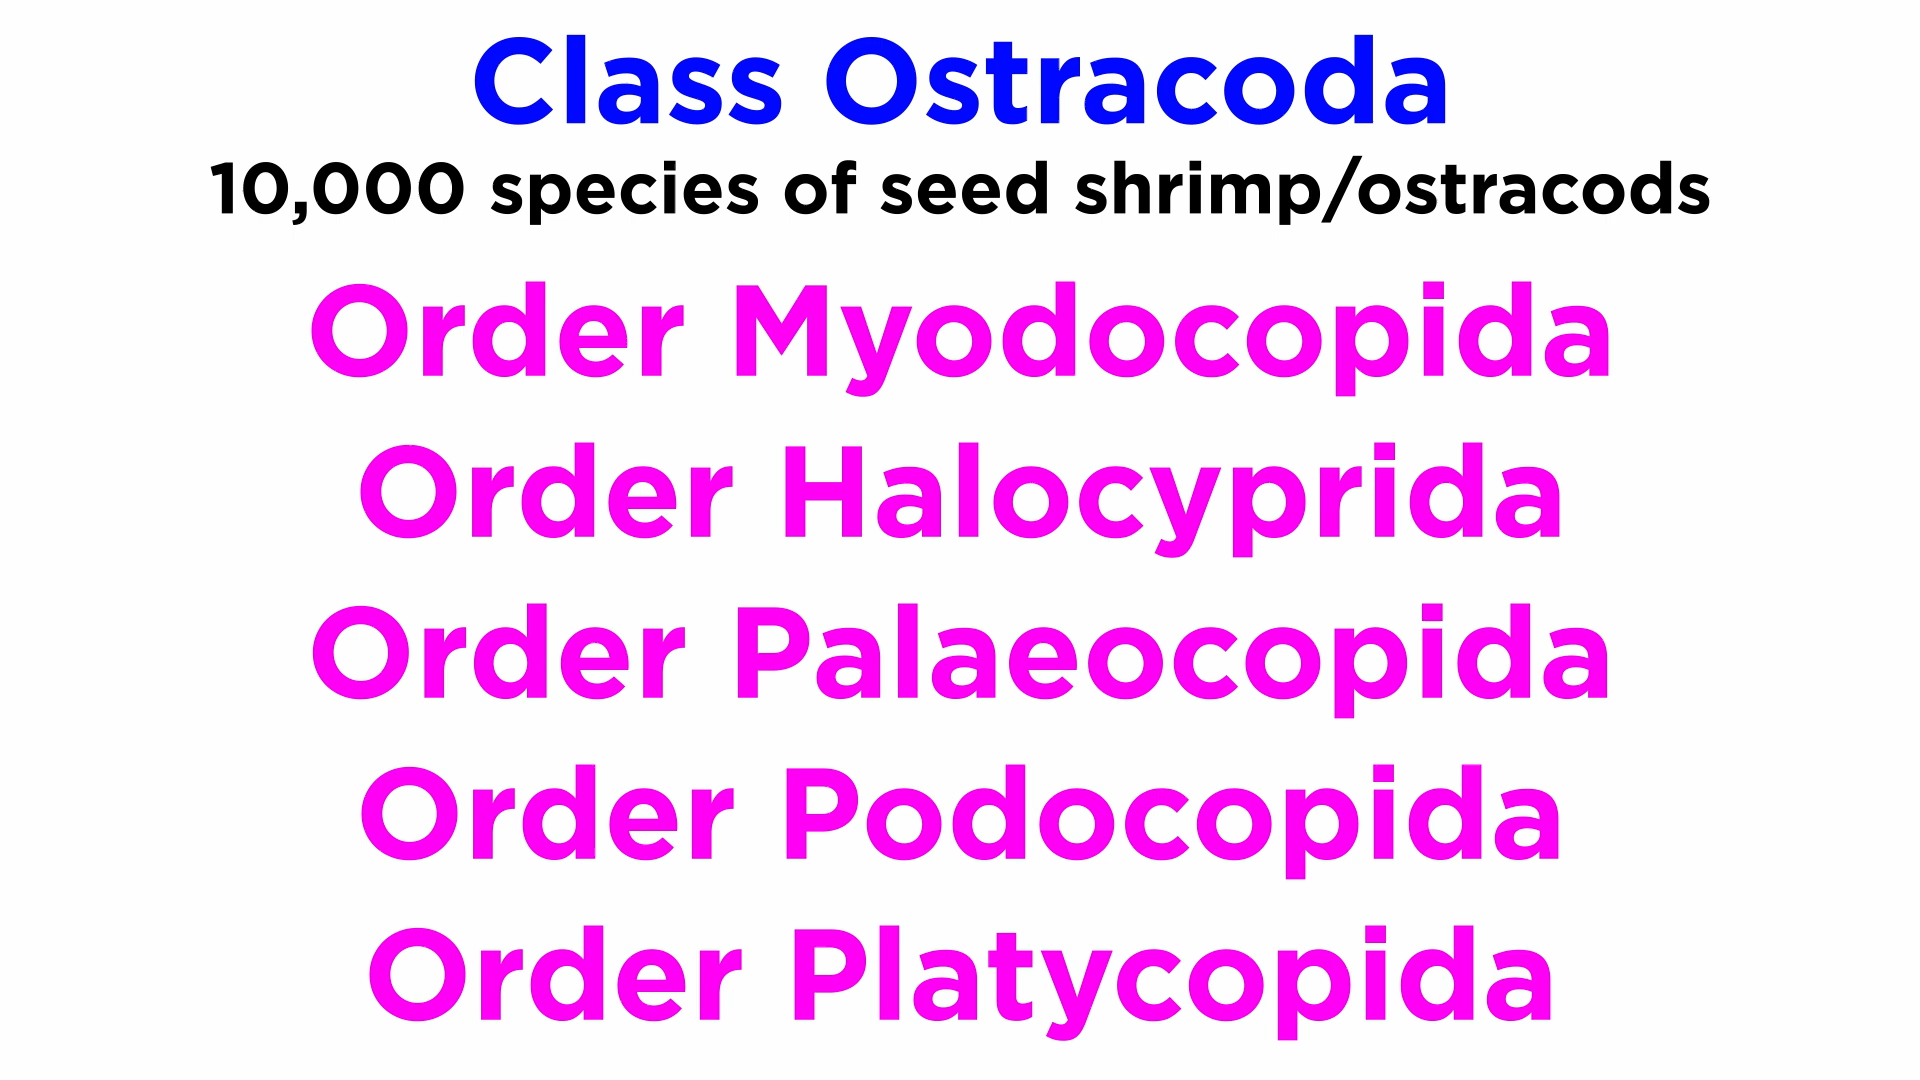 Class Ostracoda
10,000 species of seed shrimp/ostracods
Order Myodocopida
Order Halocyprida
Order Palaeocopida
Order Podocopida
Order Platycopida